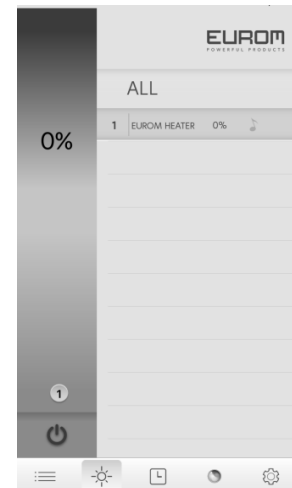 EUROM
POWERFUL PRODUCTS
ALL
1 EUROM HEATER 0%
0%
1